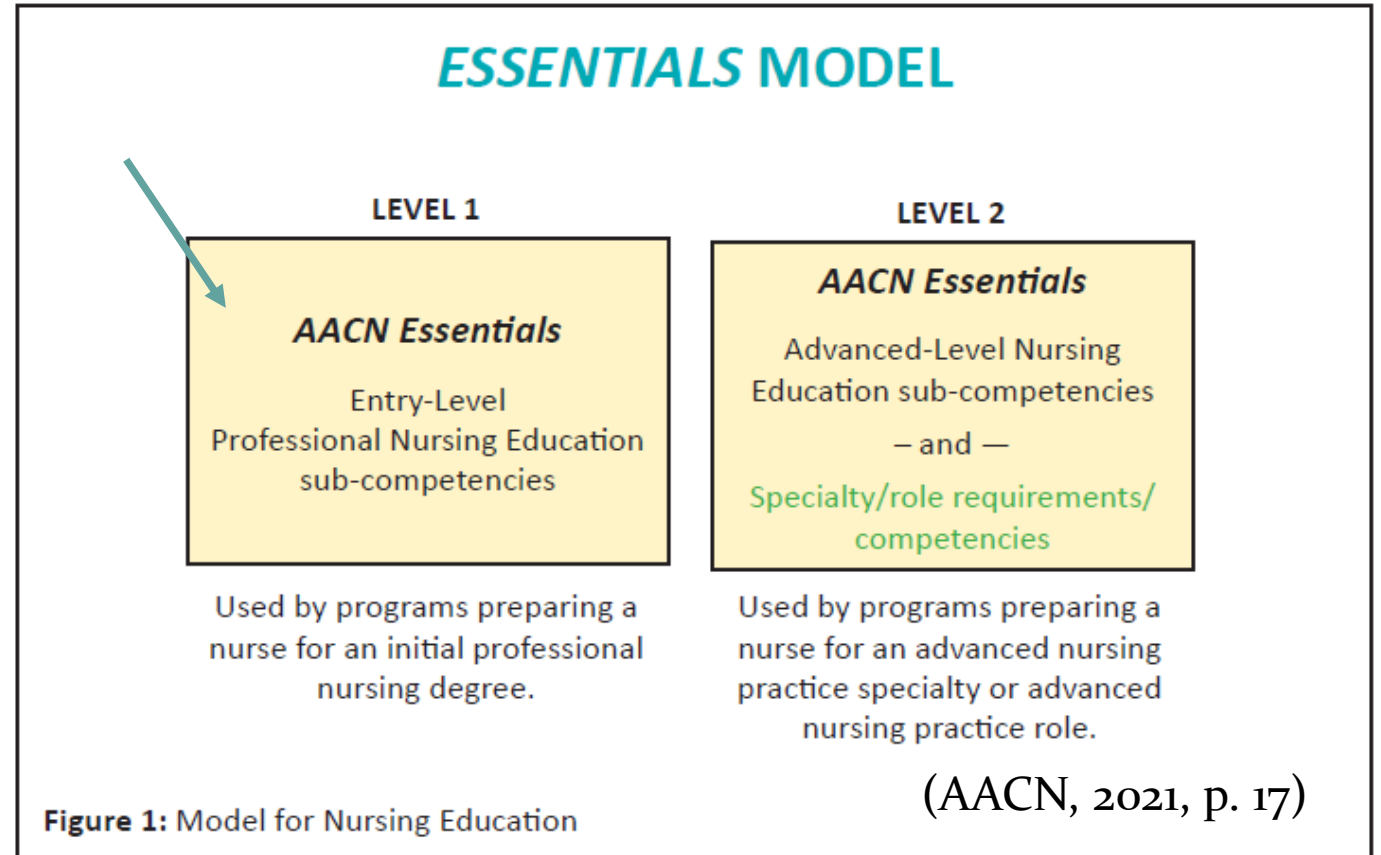 ESSENTIALS MODEL
LEVEL 1
AACN Essentials
Entry-Level
Professional Nursing Education
sub-competencies
Used by programs preparing a
nurse for an initial professional
nursing degree.
LEVEL 2
AACN Essentials
Advanced-Level Nursing
Education sub-competencies
– and —
Specialty/role requirements/
competencies
Used by programs preparing a
nurse for an advanced nursing
practice specialty or advanced
nursing practice role.
(AACN, 2021, p. 17)
Figure 1: Model for Nursing Education